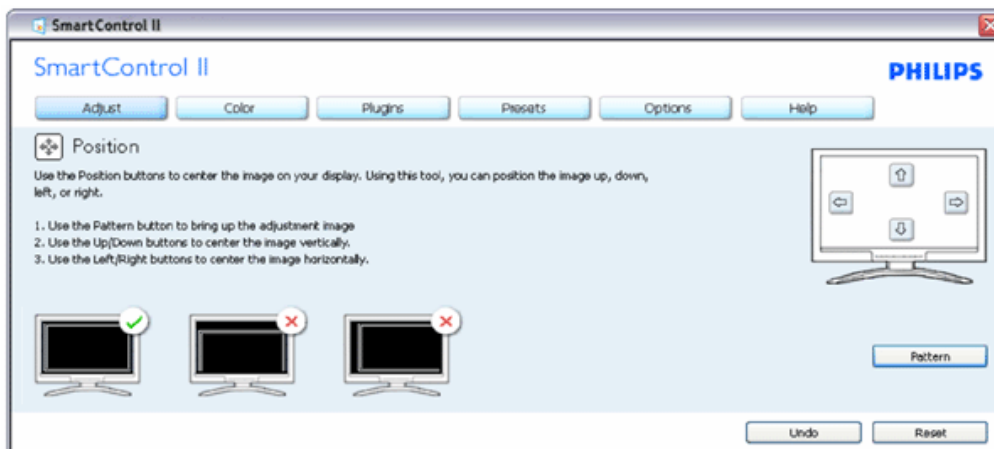 SmartControl II
SmartControl II
PHILIPS
Adjust Color Plugins Presets Options Help
Position
Use the Position buttons to center the image on your display. Using this tool, you can position the image up, down,
left, or right.
1. Use the Pattern button to bring up the adjustment image
2. Use the Up/Down buttons to center the image vertically.
3. Use the Left/Right buttons to center the image horizontally.
Pattern
Undo Reset